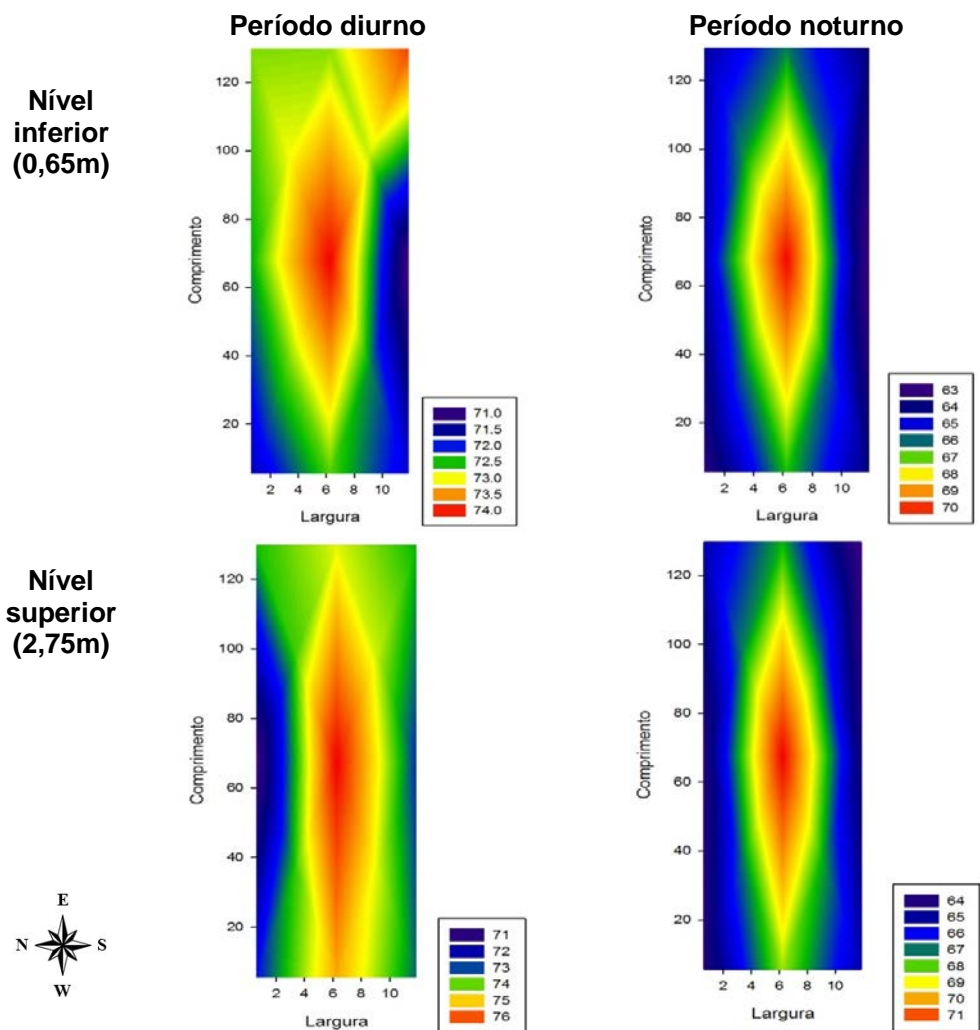 Período diurno
Período noturno
Nível
inferior
(0,65m)
Comprimento
120
100
80
60
40
20
2 4 6 8 10
Largura
71.0
71.5
72.0
72.5
73.0
73.5
74.0
Comprimento
120
100
80
60
40
20
2 4 6 8 10
Largura
63
64
65
66
67
68
69
70
Nível
superior
(2,75m)
Comprimento
120
100
80
60
40
20
2 4 6 8 10
Largura
71
72
73
74
75
76
Comprimento
120
100
80
60
40
20
2 4 6 8 10
Largura
64
65
66
67
68
69
70
71
E
N S
W